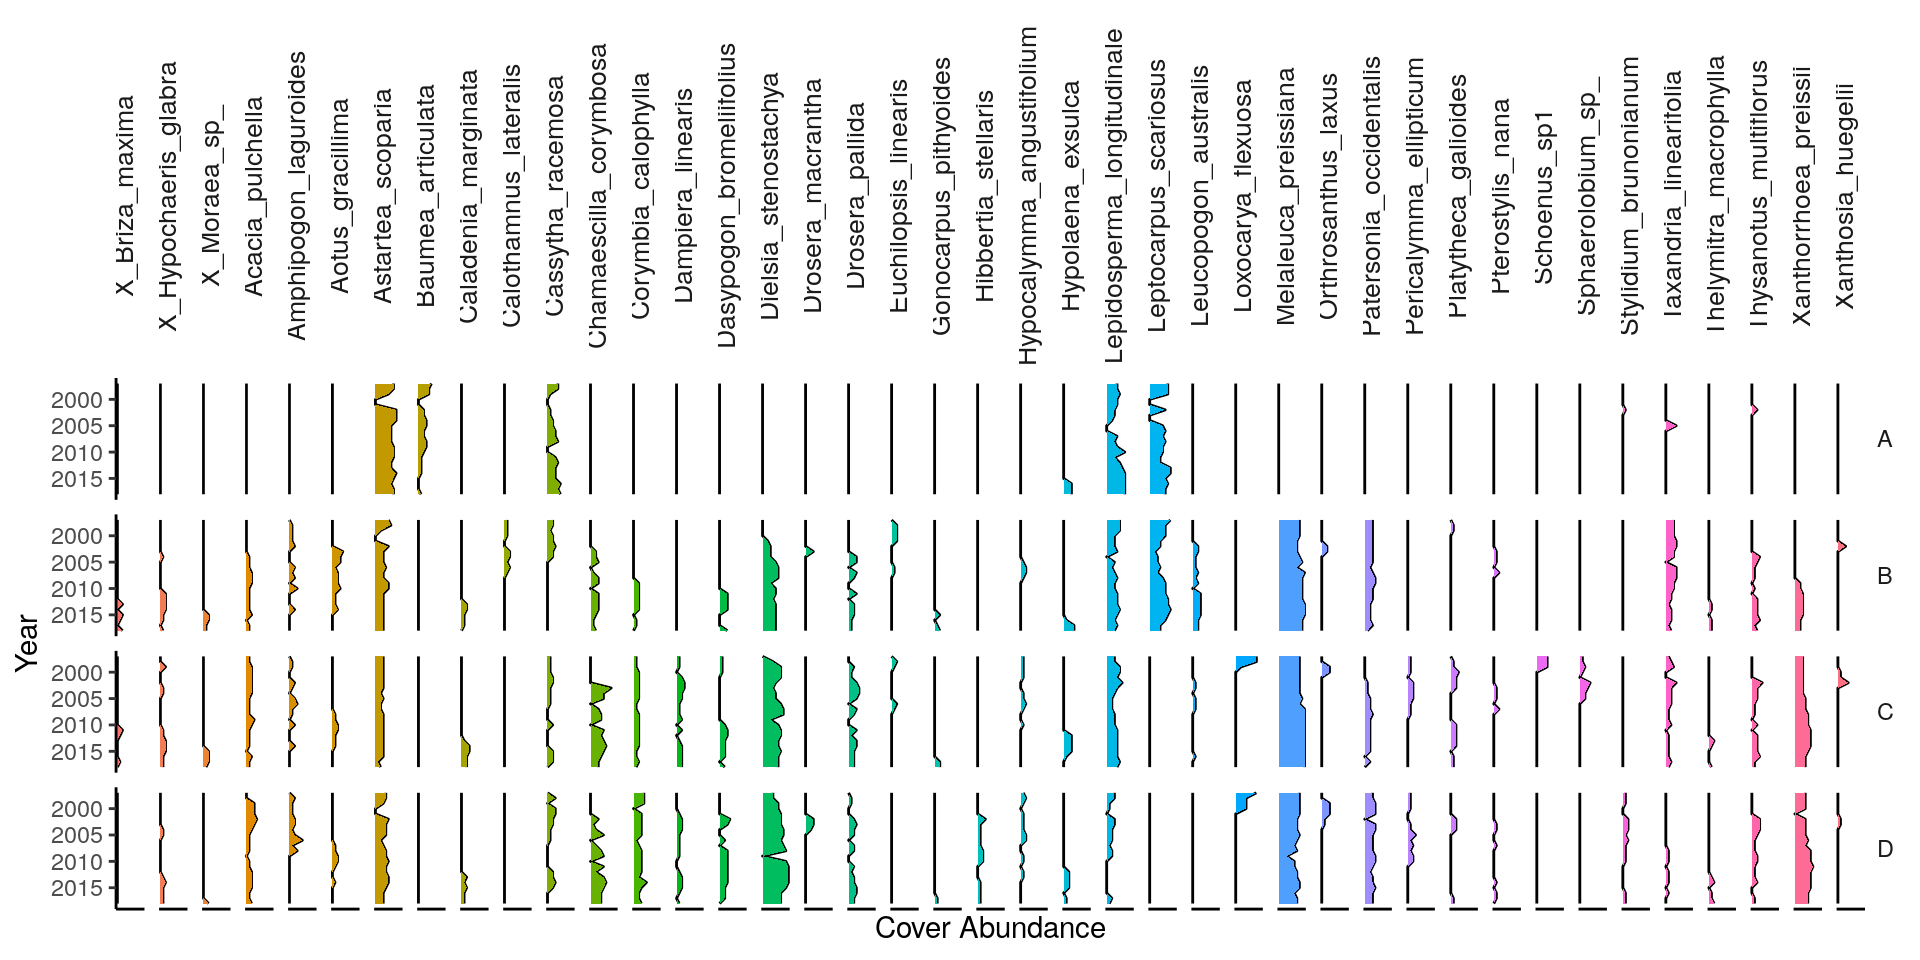 X_Briza_maxima
X_Hypochaeris_glabra
X_Moraea_sp_
Acacia_pulchella
Amphipogon_laguroides
Aotus_gracillima
Astartea_scoparia
Baumea_articulata
Caladenia_marginata
Calothamnus_lateralis
Cassytha_racemosa
Chamaescilla_corymbosa
Corymbia_calophylla
Dampiera_linearis
Dasypogon_bromeliifolius
Dielsia_stenostachya
Drosera_macrantha
Drosera_pallida
Euchilopsis_linearis
Gonocarpus_pithyoides
Hibbertia_stellaris
Hypocalymma_angustifolium
Hypolaena_exsulca
Lepidosperma_longitudinale
Leptocarpus_scariosus
Leucopogon_australis
Loxocarya_flexuosa
Melaleuca_preissiana
Orthrosanthus_laxus
Patersonia_occidentalis
Pericalymma_ellipticum
Platytheca_galioides
Pterostylis_nana
Schoenus_sp1
Sphaerolobium_sp_
Stylidium_brunonianum
Taxandria_linearifolia
Thelymitra_macrophylla
Thysanotus_multiflorus
Xanthorrhoea_preissii
Xanthosia_huegelii
2000
2005
2010
2015
A
2000
2005
2010
2015
B
Year
2000
2005
2010
2015
C
2000
2005
2010
2015
D
Cover Abundance